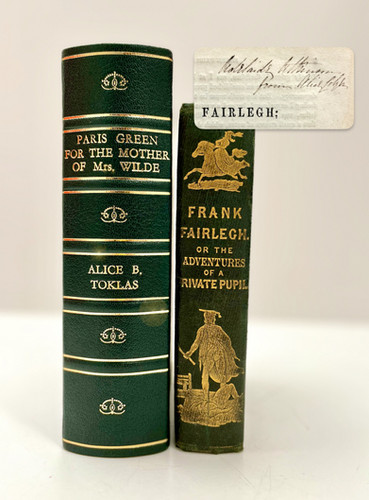 PARIS GREEN
FOR THE MOTHER
OF Mrs, WILDE
ALICE B.
TOKLAS
from
FAIRLEGH;
FRANK
FAIRLEGH.
OR THE
ADVENTURES
OF A
PRIVATE PUPIL.